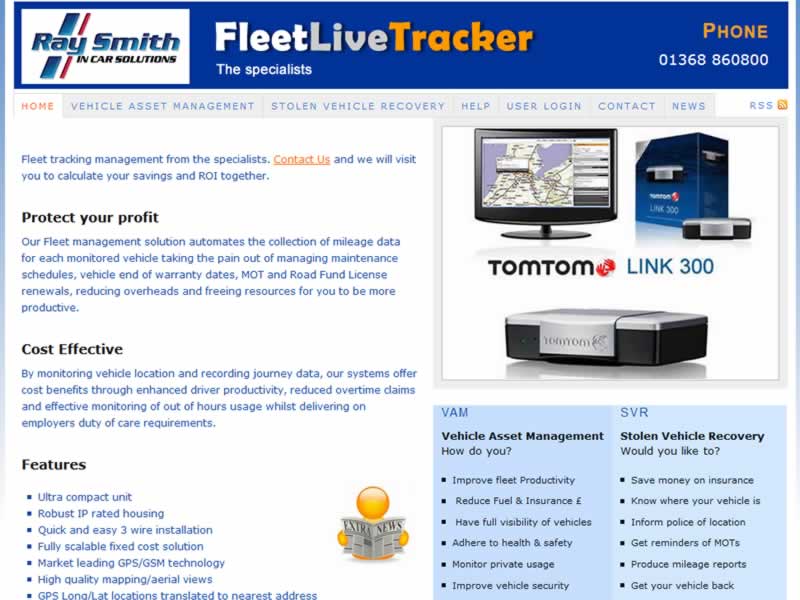 Ray Smith
IN CAR SOLUTIONS
FleetLiveTracker
The specialists
PHONE
01368 860800
HOME
VEHICLE ASSET MANAGEMENT
STOLEN VEHICLE RECOVERY
HELP
USER LOGIN
CONTACT
NEWS
RSS
Fleet tracking management from the specialists. Contact Us and we will visit
you to calculate your savings and ROI together.
Protect your profit
Our Fleet management solution automates the collection of mileage data
for each monitored vehicle taking the pain out of managing maintenance
schedules, vehicle end of warranty dates, MOT and Road Fund License
renewals, reducing overheads and freeing resources for you to be more
productive.
Cost Effective
By monitoring vehicle location and recording journey data, our systems offer
cost benefits through enhanced driver productivity, reduced overtime claims
and effective monitoring of out of hours usage whilst delivering on
employers duty of care requirements.
Features
Ultra compact unit
Robust IP rated housing
Quick and easy 3 wire installation
Fully scalable fixed cost solution
Market leading GPS/GSM technology
High quality mapping/aerial views
GPS Long/Lat locations translated to nearest address
EXTRA NEWS
TOMTOM
LINK 300
TOMTOM LINK 300
TOMTOM
VAM
Vehicle Asset Management
How do you?
Improve fleet Productivity
Reduce Fuel & Insurance £
Have full visibility of vehicles
Adhere to health & safety
Monitor private usage
Improve vehicle security
SVR
Stolen Vehicle Recovery
Would you like to?
Save money on insurance
Know where your vehicle is
Inform police of location
Get reminders of MOTs
Produce mileage reports
Get your vehicle back